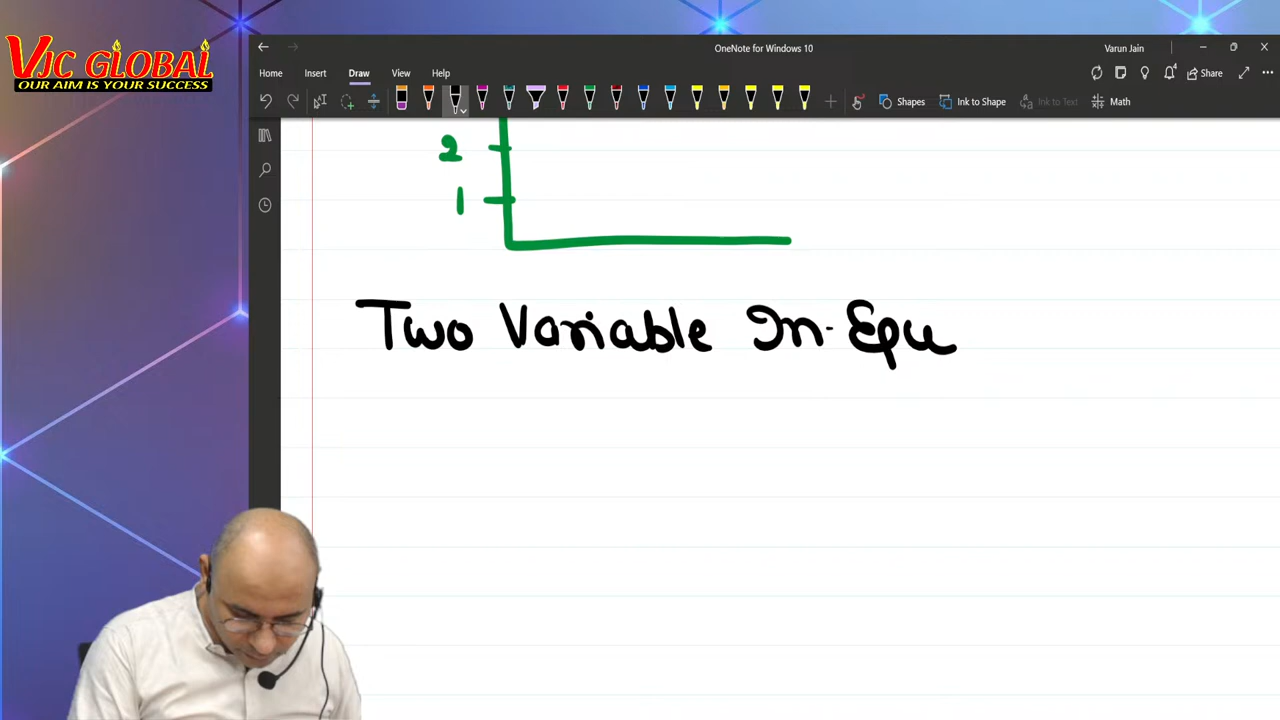 VJC GLOBAL
OUR AIM IS YOUR SUCCESS
OneNote for Windows 10
Varun Jain
Home Insert Draw View Help
Share
Shapes Ink to Shape Ink to Text Math
2
1
Two Variable In-Equ